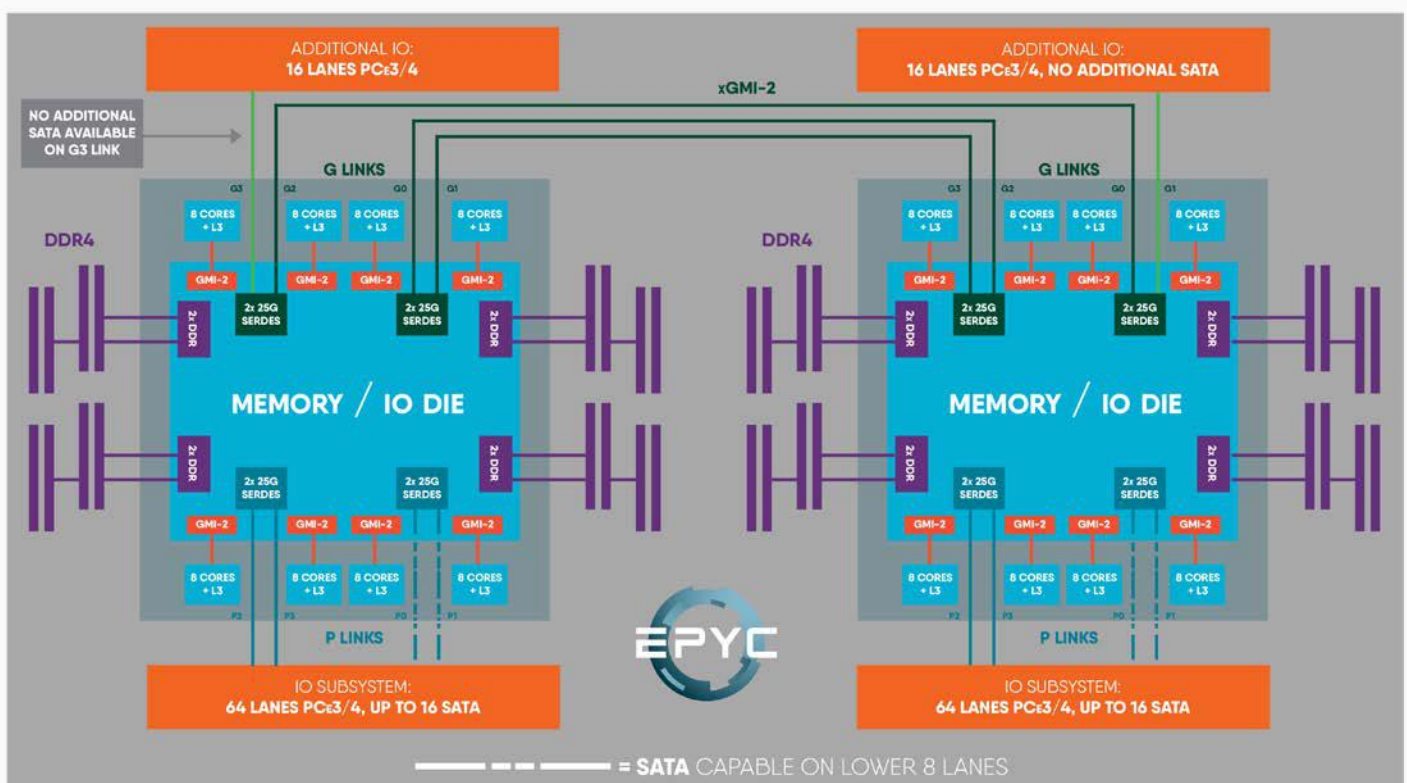 ADDITIONAL IO:
16 LANES PCE3/4
ADDITIONAL IO:
16 LANES PCE3/4, NO ADDITIONAL SATA
xGMI-2
NO ADDITIONAL
SATA AVAILABLE
ON G3 LINK
G LINKS
G3
G2
G0
G1
8 CORES
+ L3
8 CORES
+ L3
8 CORES
+ L3
8 CORES
+ L3
DDR4
GMI-2
GMI-2
GMI-2
GMI-2
2x 25G
SERDES
2x 25G
SERDES
2x DDR
2x DDR
MEMORY / IO DIE
2x DDR
2x DDR
2x 25G
SERDES
2x 25G
SERDES
GMI-2
GMI-2
GMI-2
GMI-2
8 CORES
+ L3
8 CORES
+ L3
8 CORES
+ L3
8 CORES
+ L3
P2
P3
P0
P1
P LINKS
IO SUBSYSTEM:
64 LANES PCE3/4, UP TO 16 SATA
G LINKS
G3
G2
G0
G1
8 CORES
+ L3
8 CORES
+ L3
8 CORES
+ L3
8 CORES
+ L3
DDR4
GMI-2
GMI-2
GMI-2
GMI-2
2x 25G
SERDES
2x 25G
SERDES
2x DDR
2x DDR
MEMORY / IO DIE
2x DDR
2x DDR
2x 25G
SERDES
2x 25G
SERDES
GMI-2
GMI-2
GMI-2
GMI-2
8 CORES
+ L3
8 CORES
+ L3
8 CORES
+ L3
8 CORES
+ L3
P2
P3
P0
P1
P LINKS
IO SUBSYSTEM:
64 LANES PCE3/4, UP TO 16 SATA
EPYC
= SATA CAPABLE ON LOWER 8 LANES